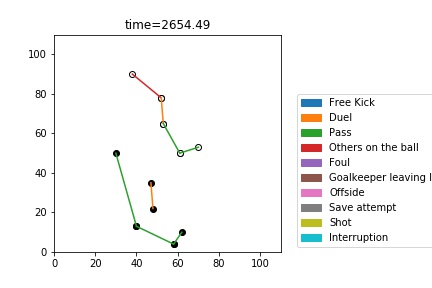 time=2654.49
100
80
60
40
20
0
0 20 40 60 80 100
Free Kick
Duel
Pass
Others on the ball
Foul
Goalkeeper leaving l
Offside
Save attempt
Shot
Interruption